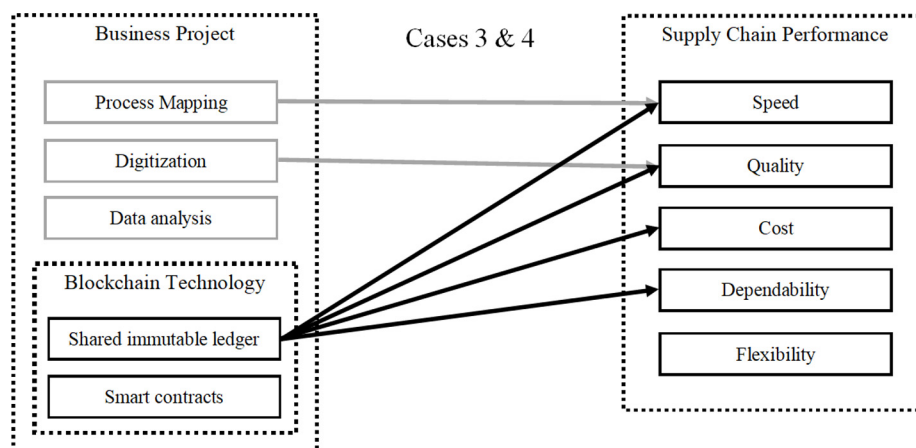 Business Project
Process Mapping
Digitization
Data analysis
Blockchain Technology
Shared immutable ledger
Smart contracts
Cases 3 & 4
Supply Chain Performance
Speed
Quality
Cost
Dependability
Flexibility